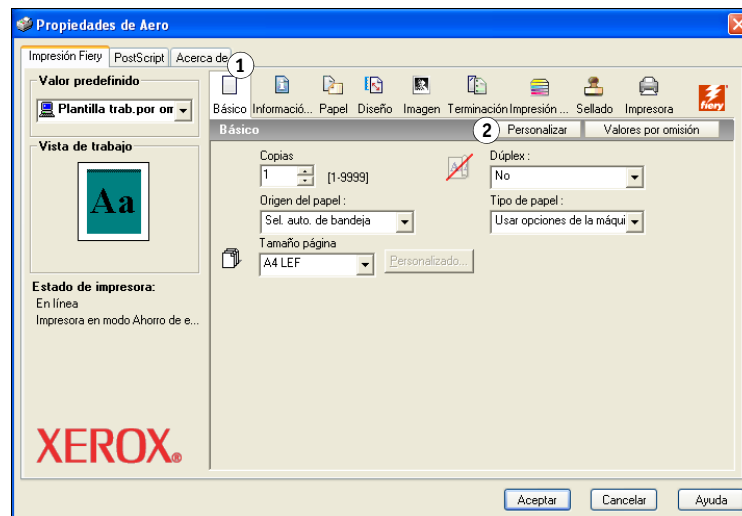 Propiedades de Aero
Impresión Fiery PostScript Acerca de
1
Valor predefinido
Plantilla trab.por om
Básico Informació... Papel Diseño Imagen Terminación Impresión ... Sellado Impresora
fiery
Básico 2 Personalizar Valores por omisión
Vista de trabajo
Aa
Copias
1 [1-9999]
Dúplex :
No
Origen del papel :
Sel. auto. de bandeja
Tipo de papel :
Usar opciones de la máqui
Tamaño página
A4 LEF Personalizado...
Estado de impresora:
En línea
Impresora en modo Ahorro de e...
XEROX®
Aceptar Cancelar Ayuda